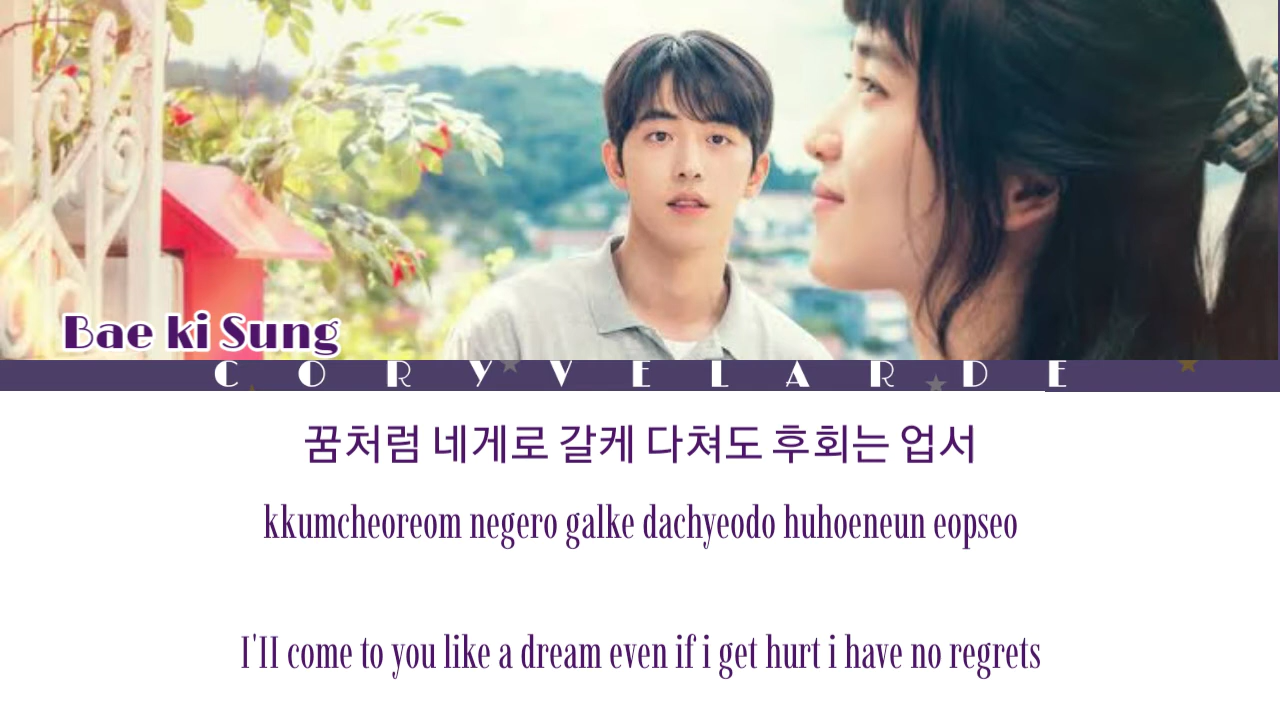 Bae ki Sung
CORYVELARDE
꿈처럼 네게로 갈케 다쳐도 후회는 업서
kkumcheoreom negero galke dachyeodo huhoeneun eopseo
I'II come to you like a dream even if i get hurt i have no regrets